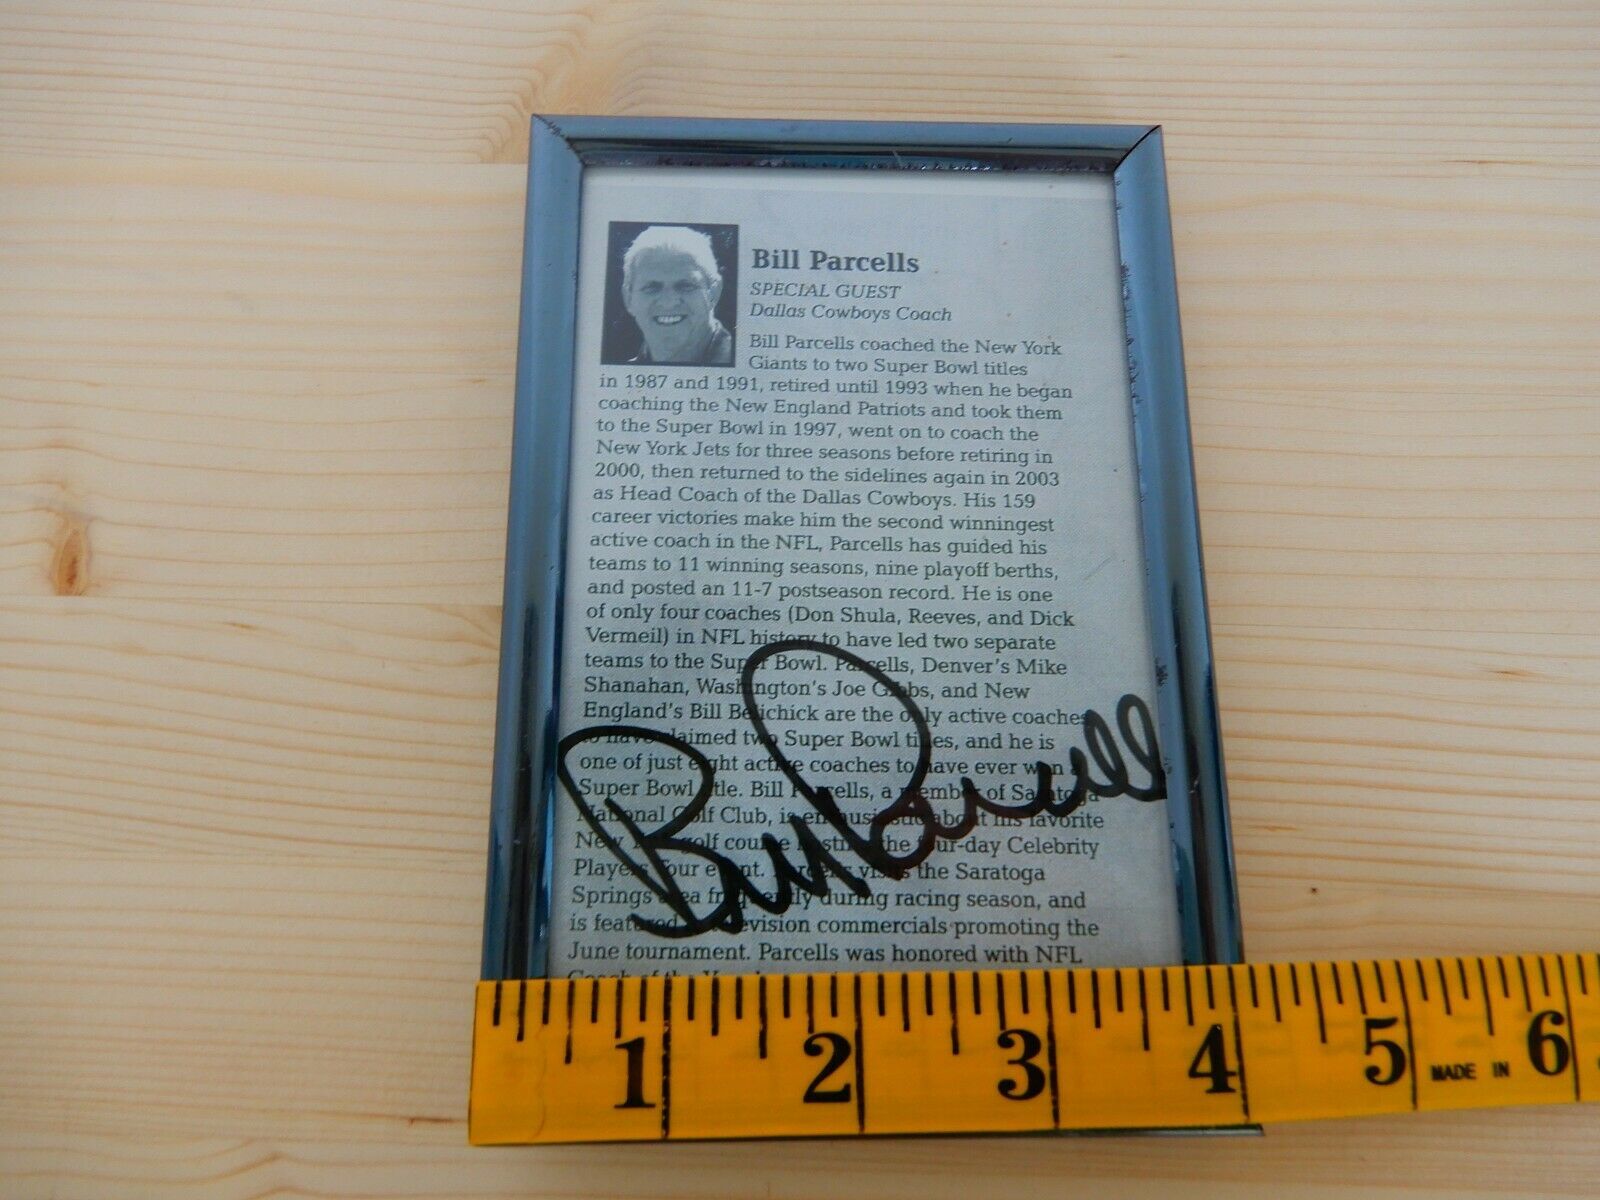 Bill Parcells
SPECIAL GUEST
Dallas Cowboys Coach
Bill Parcells coached the New York
Giants to two Super Bowl titles
in 1987 and 1991, retired until 1993 when he began
coaching the New England Patriots and took them
to the Super Bowl in 1997, went on to coach the
New York Jets for three seasons before retiring in
2000, then returned to the sidelines again in 2003
as Head Coach of the Dallas Cowboys. His 159
career victories make him the second winningest
active coach in the NFL, Parcells has guided his
teams to 11 winning seasons, nine playoff berths,
and posted an 11-7 postseason record. He is one
of only four coaches (Don Shula, Reeves, and Dick
Vermeil) in NFL history to have led two separate
teams to the Super Bowl. Parcells, Denver's Mike
Shanahan, Washington's Joe Gibbs, and New
England's Bill Belichick are the only active coaches
to have claimed two Super Bowl titles, and he is
one of just eight active coaches to have ever won a
Super Bowl title. Bill Parcells, a member of Saratoga
National Golf Club, is enthusiastic about his favorite
New York golf course hosting the four-day Celebrity
Players Tour event. Parcells visits the Saratoga
Springs area frequently during racing season, and
is featured in television commercials promoting the
June tournament. Parcells was honored with NFL
Coach of the
Bill Parcells
1 2 3 4 5 MADE IN 6